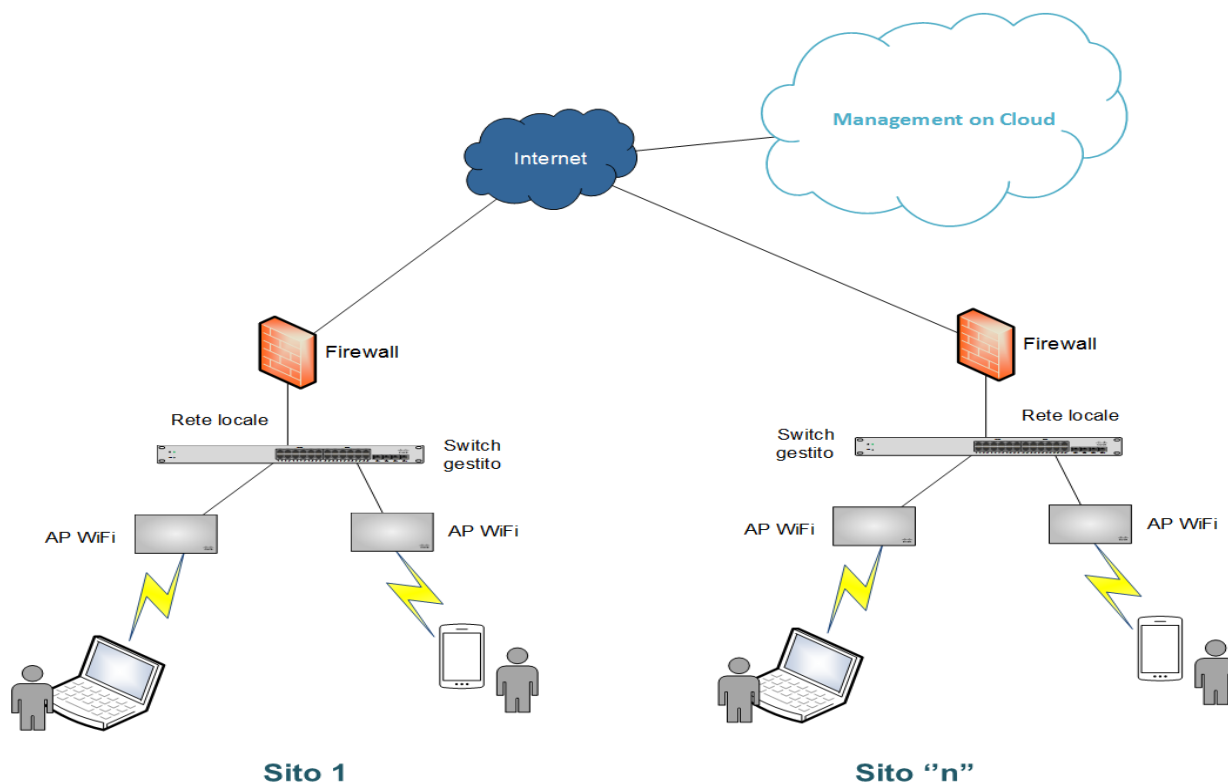 Management on Cloud
Internet
Firewall
Firewall
Rete locale
Switch
gestito
Rete locale
Switch
gestito
AP WiFi
AP WiFi
AP WiFi
AP WiFi
Sito 1
Sito “n”